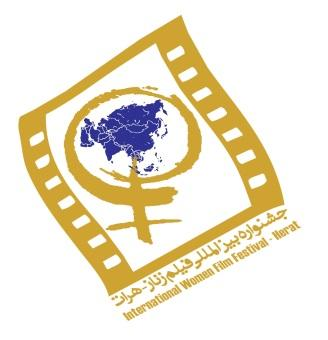 جشنواره بین المللی فیلم زنان - هرات
International Women Film Festival - Herat